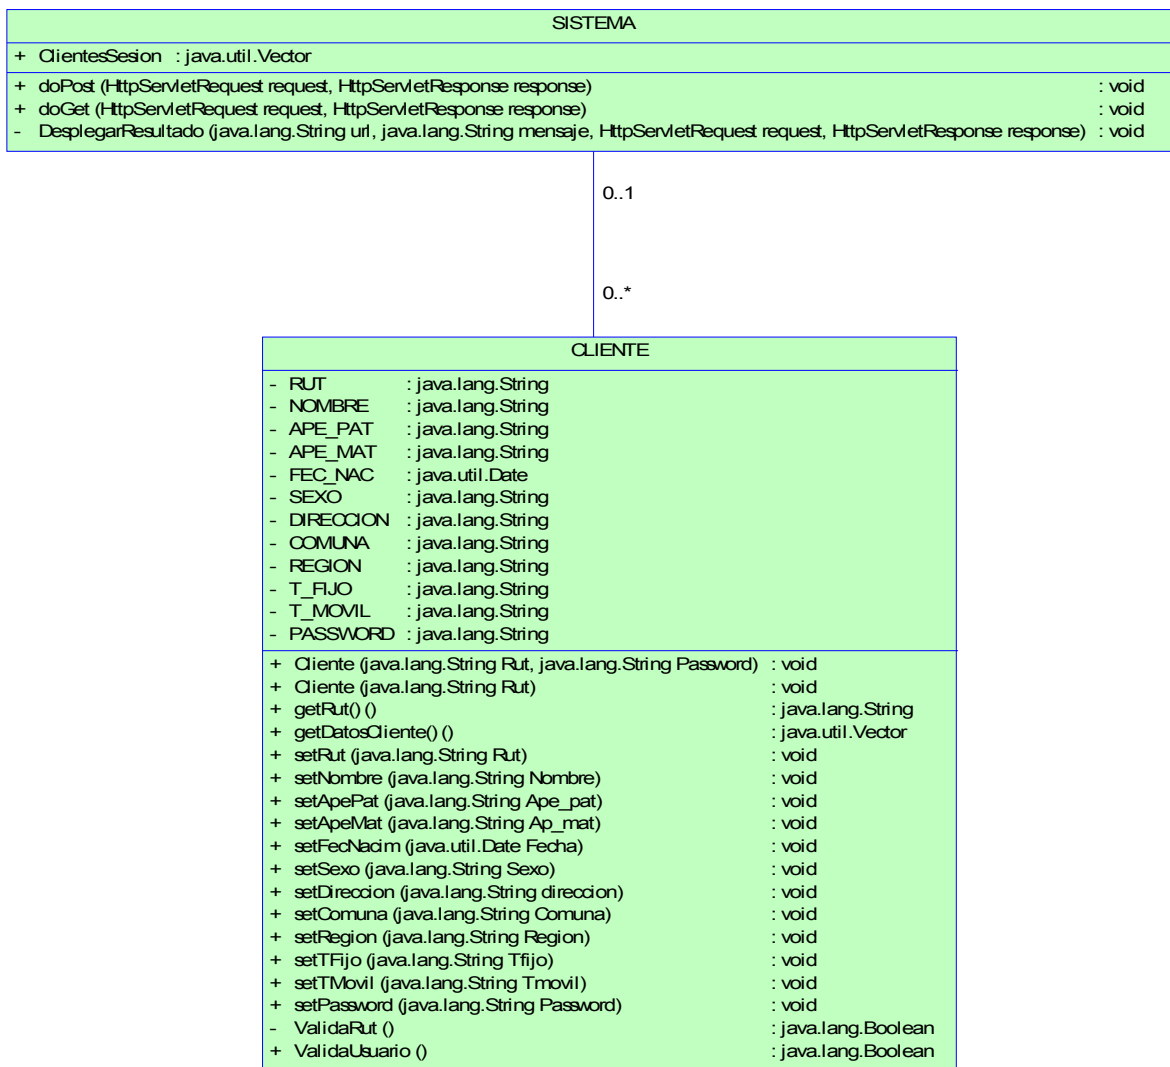 SISTEMA
+ ClientesSesion : java.util.Vector
+ doPost (HttpServletRequest request, HttpServletResponse response) : void
+ doGet (HttpServletRequest request, HttpServletResponse response) : void
- DesplegarResultado (java.lang.String url, java.lang.String mensaje, HttpServletRequest request, HttpServletResponse response) : void
0..1
0..*
CLIENTE
- RUT : java.lang.String
- NOMBRE : java.lang.String
- APE_PAT : java.lang.String
- APE_MAT : java.lang.String
- FEC_NAC : java.util.Date
- SEXO : java.lang.String
- DIRECCION : java.lang.String
- COMUNA : java.lang.String
- REGION : java.lang.String
- T_FIJO : java.lang.String
- T_MOVIL : java.lang.String
- PASSWORD : java.lang.String
+ Cliente (java.lang.String Rut, java.lang.String Password) : void
+ Cliente (java.lang.String Rut) : void
+ getRut() () : java.lang.String
+ getDatosCliente() () : java.util.Vector
+ setRut (java.lang.String Rut) : void
+ setNombre (java.lang.String Nombre) : void
+ setApePat (java.lang.String Ape_pat) : void
+ setApeMat (java.lang.String Ap_mat) : void
+ setFecNacim (java.util.Date Fecha) : void
+ setSexo (java.lang.String Sexo) : void
+ setDireccion (java.lang.String direccion) : void
+ setComuna (java.lang.String Comuna) : void
+ setRegion (java.lang.String Region) : void
+ setTFijo (java.lang.String Tfijo) : void
+ setTMovil (java.lang.String Tmovil) : void
+ setPassword (java.lang.String Password) : void
- ValidaRut () : java.lang.Boolean
+ ValidaUsuario () : java.lang.Boolean